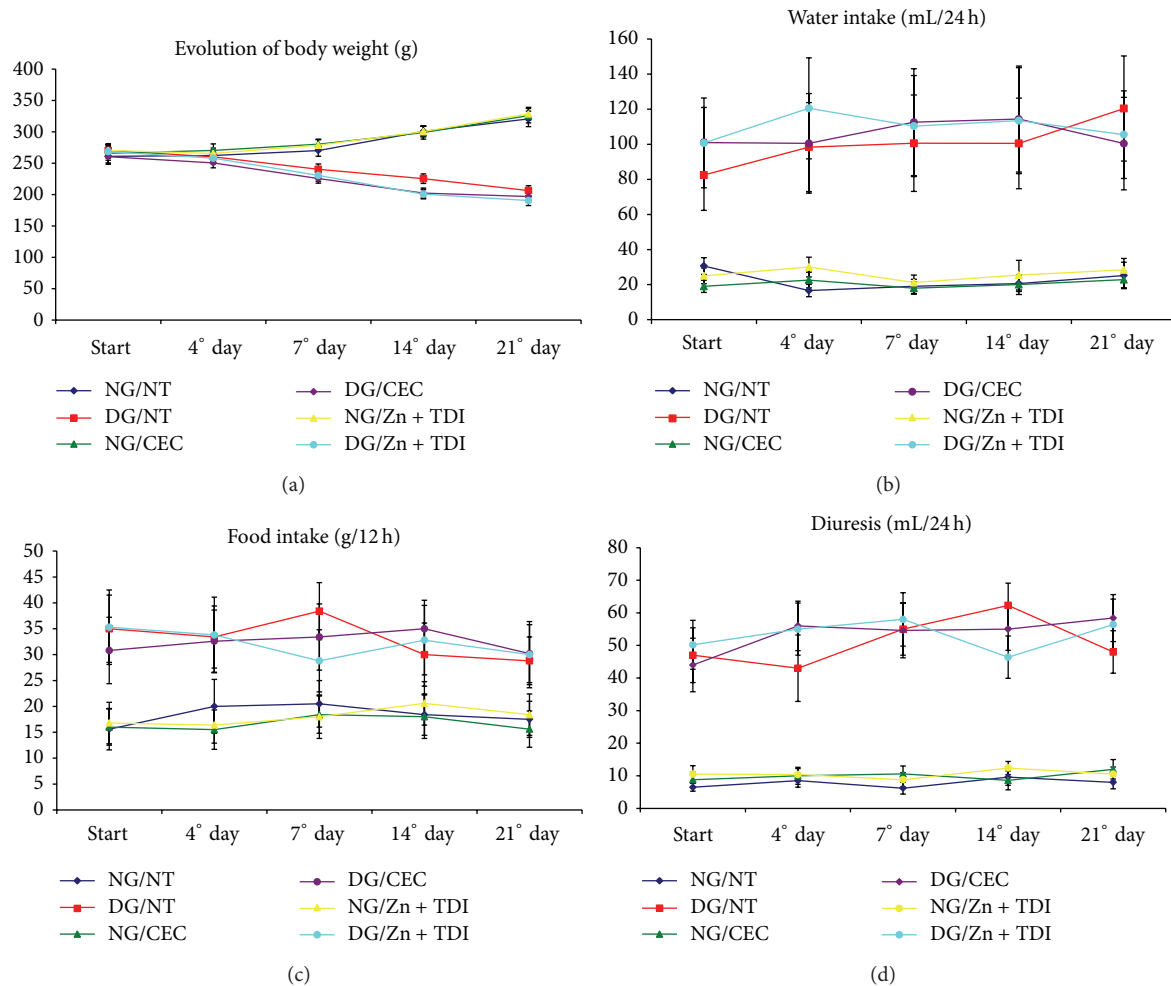 Evolution of body weight (g)
400
350
300
250
200
150
100
50
0
Start 4° day 7° day 14° day 21° day
NG/NT DG/CEC
DG/NT NG/Zn + TDI
NG/CEC DG/Zn + TDI
(a)
Water intake (mL/24 h)
160
140
120
100
80
60
40
20
0
Start 4° day 7° day 14° day 21° day
NG/NT DG/CEC
DG/NT NG/Zn + TDI
NG/CEC DG/Zn + TDI
(b)
Food intake (g/12 h)
50
45
40
35
30
25
20
15
10
5
0
Start 4° day 7° day 14° day 21° day
NG/NT DG/CEC
DG/NT NG/Zn + TDI
NG/CEC DG/Zn + TDI
(c)
Diuresis (mL/24 h)
80
70
60
50
40
30
20
10
0
Start 4° day 7° day 14° day 21° day
NG/NT DG/CEC
DG/NT NG/Zn + TDI
NG/CEC DG/Zn + TDI
(d)